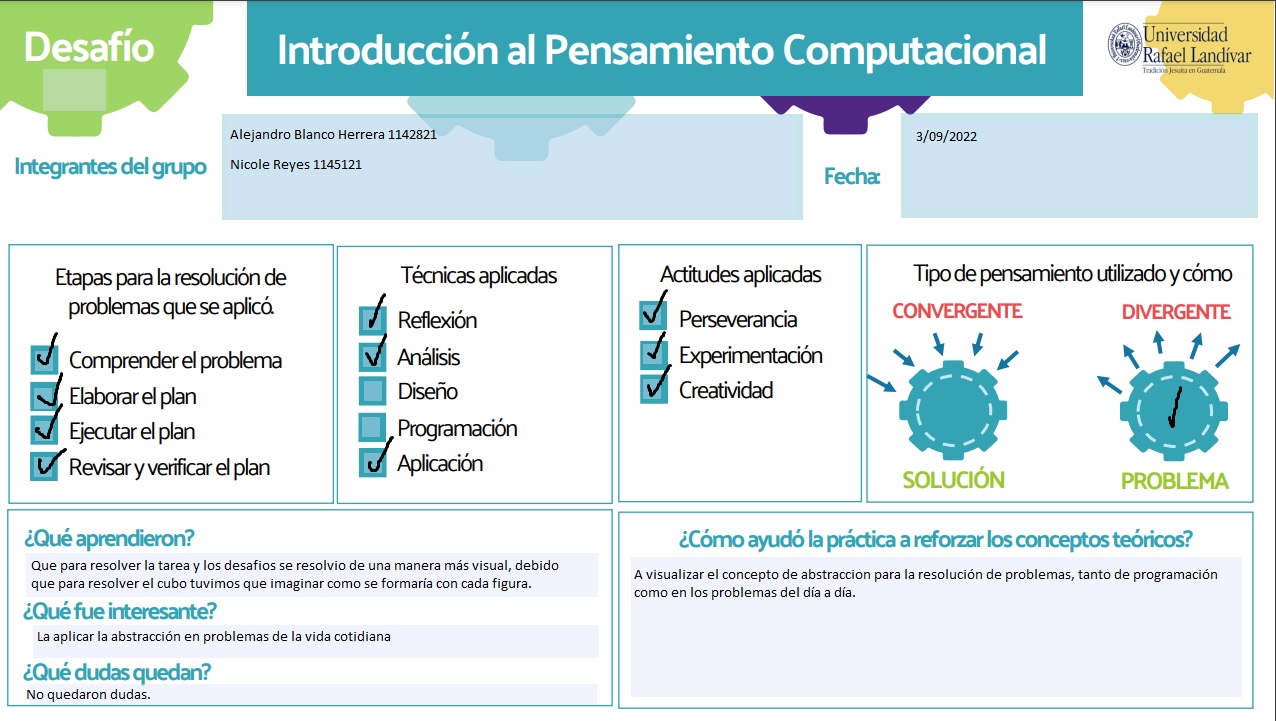 Desafío
Introducción al Pensamiento Computacional
Universidad
Rafael Landívar
Tradición Jesuita en Guatemala
Integrantes del grupo
Alejandro Blanco Herrera 1142821
Nicole Reyes 1145121
Fecha:
3/09/2022
Etapas para la resolución de
problemas que se aplicó.
Comprender el problema
Elaborar el plan
Ejecutar el plan
Revisar y verificar el plan
Técnicas aplicadas
Reflexión
Análisis
Diseño
Programación
Aplicación
Actitudes aplicadas
Perseverancia
Experimentación
Creatividad
Tipo de pensamiento utilizado y cómo
CONVERGENTE
SOLUCIÓN
DIVERGENTE
PROBLEMA
¿Qué aprendieron?
Que para resolver la tarea y los desafios se resolvio de una manera más visual, debido
que para resolver el cubo tuvimos que imaginar como se formaría con cada figura.
¿Qué fue interesante?
La aplicar la abstracción en problemas de la vida cotidiana
¿Qué dudas quedan?
No quedaron dudas.
¿Cómo ayudó la práctica a reforzar los conceptos teóricos?
A visualizar el concepto de abstraccion para la resolución de problemas, tanto de programación
como en los problemas del día a día.